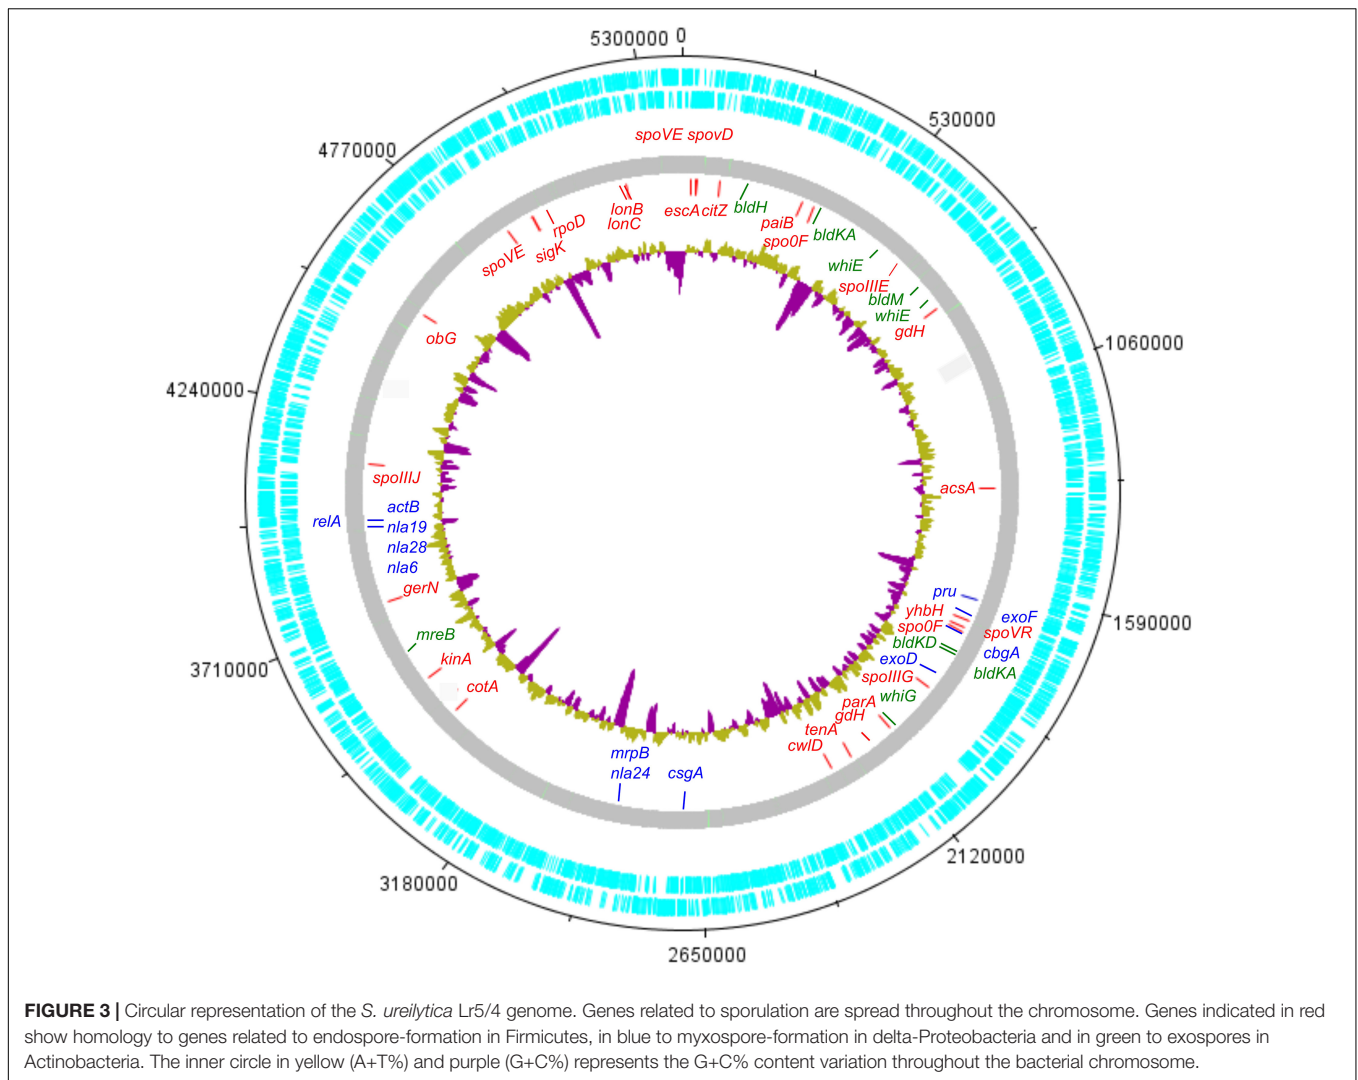 5300000 0
530000
4770000
spoVE spovD
lonB
lonC
escA citZ
bldH
paiB
spo0F
bldKA
rpoD
sigK
spoVE
whiE
spoIIIE
bldM
whiE
gdH
obG
1060000
4240000
spoIIIJ
acsA
actB
relA
nla19
nla28
nla6
gerN
pru
yhbH
exoF
spo0F
spoVR
1590000
bldKD
cbgA
exoD
bldKA
spoIIIG
mreB
kinA
3710000
cotA
whiG
parA
gdH
tenA
cwlD
mrpB
nla24
csgA
2120000
3180000
2650000
FIGURE 3 | Circular representation of the S. ureilytica Lr5/4 genome. Genes related to sporulation are spread throughout the chromosome. Genes indicated in red
show homology to genes related to endospore-formation in Firmicutes, in blue to myxospore-formation in delta-Proteobacteria and in green to exospores in
Actinobacteria. The inner circle in yellow (A+T%) and purple (G+C%) represents the G+C% content variation throughout the bacterial chromosome.